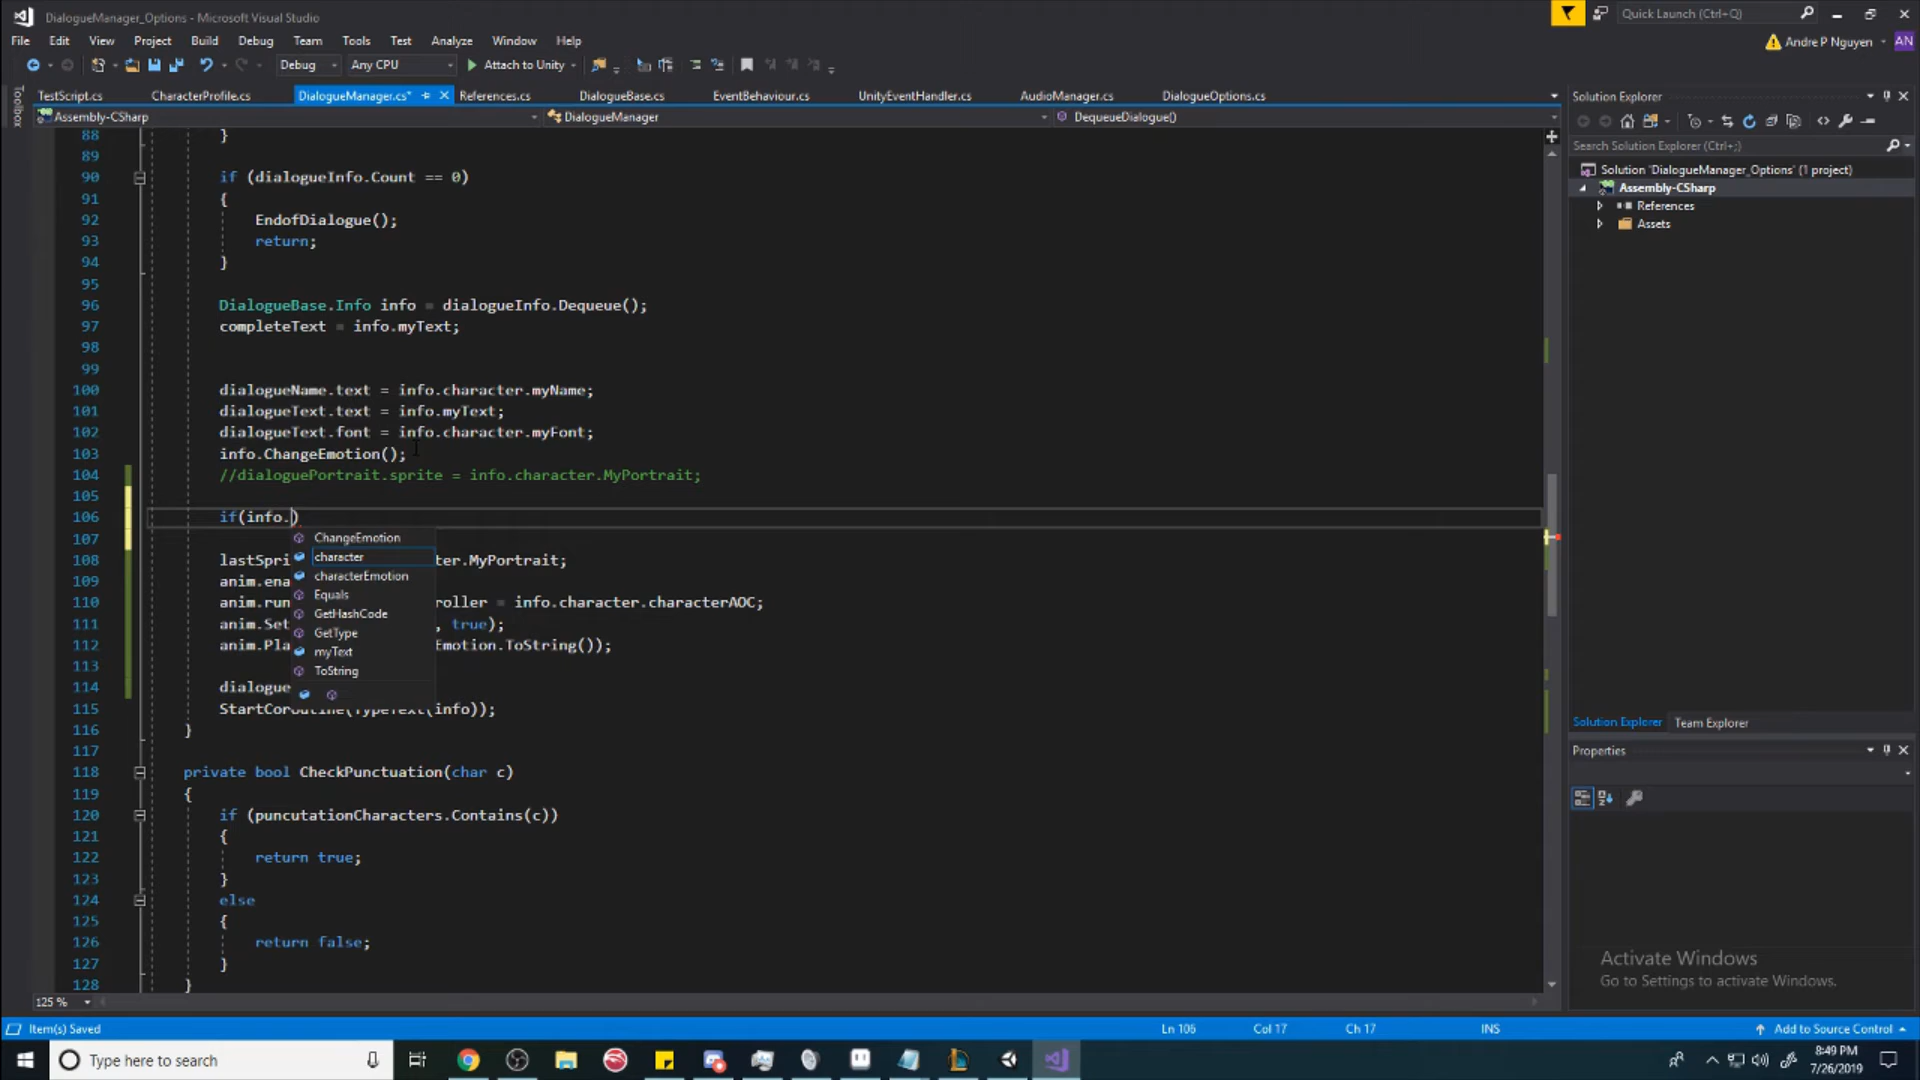 DialogueManager_Options - Microsoft Visual Studio
Quick Launch (Ctrl+Q)
File Edit View Project Build Debug Team Tools Test Analyze Window Help
Andre P Nguyen AN
Debug Any CPU Attach to Unity
Toolbox
TestScript.cs CharacterProfile.cs DialogueManager.cs* References.cs DialogueBase.cs EventBehaviour.cs UnityEventHandler.cs AudioManager.cs DialogueOptions.cs
Assembly-CSharp DialogueManager DequeueDialogue()
88 }
89
90 if (dialogueInfo.Count == 0)
91 {
92 EndofDialogue();
93 return;
94 }
95
96 DialogueBase.Info info = dialogueInfo.Dequeue();
97 completeText = info.myText;
98
99
100 dialogueName.text = info.character.myName;
101 dialogueText.text = info.myText;
102 dialogueText.font = info.character.myFont;
103 info.ChangeEmotion();
104 //dialoguePortrait.sprite = info.character.MyPortrait;
105
106 if(info.)
107
108 lastSpri ter.MyPortrait;
109 anim.ena
110 anim.run roller = info.character.characterAOC;
111 anim.Set , true);
112 anim.Pla Emotion.ToString());
113
114 dialogue
115 StartCoroutine(TypeText(info));
116 }
117
118 private bool CheckPunctuation(char c)
119 {
120 if (puncutationCharacters.Contains(c))
121 {
122 return true;
123 }
124 else
125 {
126 return false;
127 }
128 }
ChangeEmotion
character
characterEmotion
Equals
GetHashCode
GetType
myText
ToString
Solution Explorer
Search Solution Explorer (Ctrl+;)
Solution 'DialogueManager_Options' (1 project)
Assembly-CSharp
References
Assets
Solution Explorer Team Explorer
Properties
Activate Windows
Go to Settings to activate Windows.
125 %
Item(s) Saved Ln 106 Col 17 Ch 17 INS Add to Source Control
Type here to search
8:49 PM
7/26/2019